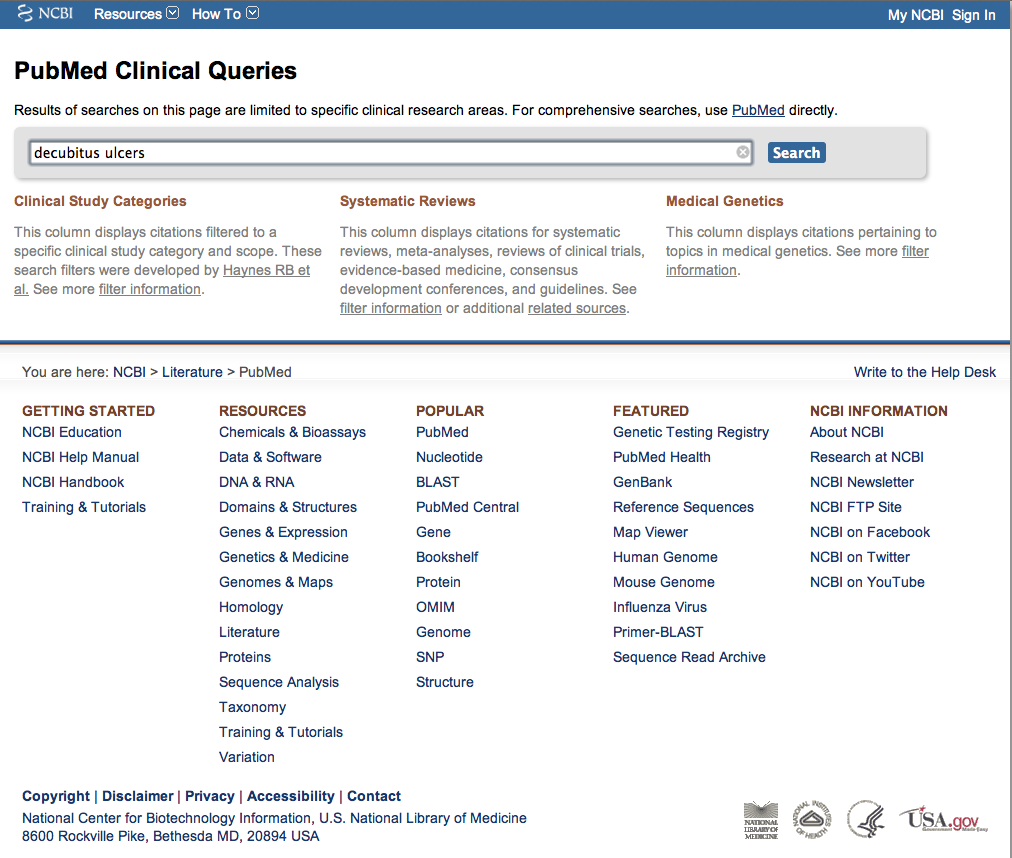 NCBI Resources How To My NCBI Sign In
PubMed Clinical Queries
Results of searches on this page are limited to specific clinical research areas. For comprehensive searches, use PubMed directly.
decubitus ulcers Search
Clinical Study Categories
This column displays citations filtered to a
specific clinical study category and scope. These
search filters were developed by Haynes RB et
al. See more filter information.
Systematic Reviews
This column displays citations for systematic
reviews, meta-analyses, reviews of clinical trials,
evidence-based medicine, consensus
development conferences, and guidelines. See
filter information or additional related sources.
Medical Genetics
This column displays citations pertaining to
topics in medical genetics. See more filter
information.
You are here: NCBI > Literature > PubMed
Write to the Help Desk
GETTING STARTED
NCBI Education
NCBI Help Manual
NCBI Handbook
Training & Tutorials
RESOURCES
Chemicals & Bioassays
Data & Software
DNA & RNA
Domains & Structures
Genes & Expression
Genetics & Medicine
Genomes & Maps
Homology
Literature
Proteins
Sequence Analysis
Taxonomy
Training & Tutorials
Variation
POPULAR
PubMed
Nucleotide
BLAST
PubMed Central
Gene
Bookshelf
Protein
OMIM
Genome
SNP
Structure
FEATURED
Genetic Testing Registry
PubMed Health
GenBank
Reference Sequences
Map Viewer
Human Genome
Mouse Genome
Influenza Virus
Primer-BLAST
Sequence Read Archive
NCBI INFORMATION
About NCBI
Research at NCBI
NCBI Newsletter
NCBI FTP Site
NCBI on Facebook
NCBI on Twitter
NCBI on YouTube
Copyright | Disclaimer | Privacy | Accessibility | Contact
National Center for Biotechnology Information, U.S. National Library of Medicine
8600 Rockville Pike, Bethesda MD, 20894 USA
NATIONAL
LIBRARY OF
MEDICINE
NATIONAL INSTITUTES
OF HEALTH
USA.gov
Government Made Easy